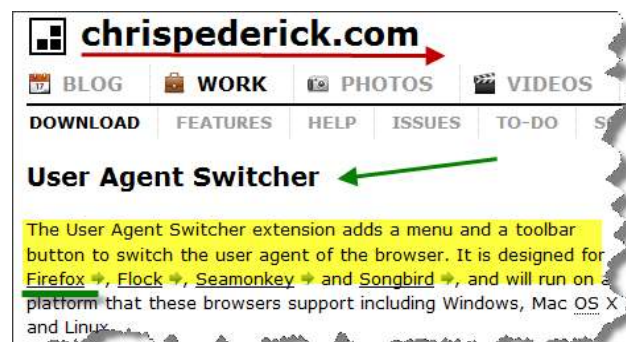 chrispederick.com
17 BLOG WORK PHOTOS VIDEOS
DOWNLOAD FEATURES HELP ISSUES TO-DO
User Agent Switcher
The User Agent Switcher extension adds a menu and a toolbar
button to switch the user agent of the browser. It is designed for
Firefox, Flock, Seamonkey and Songbird, and will run on
platform that these browsers support including Windows, Mac OS X
and Linux